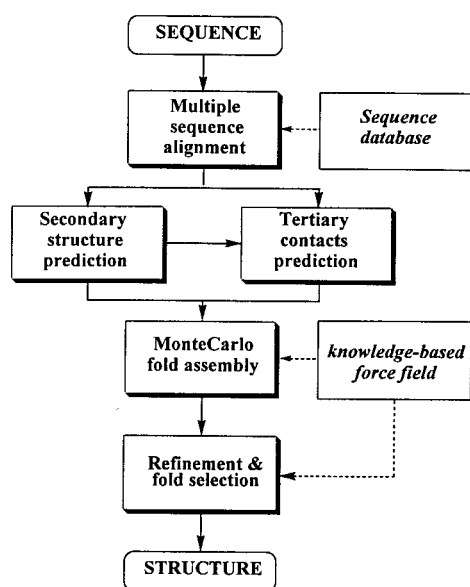 SEQUENCE
Multiple
sequence
alignment
Sequence
database
Secondary
structure
prediction
Tertiary
contacts
prediction
MonteCarlo
fold assembly
knowledge-based
force field
Refinement &
fold selection
STRUCTURE